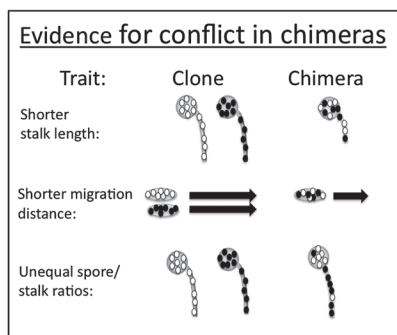 Evidence for conflict in chimeras
Trait: Clone Chimera
Shorter
stalk length:
Shorter migration
distance:
Unequal spore/
stalk ratios: